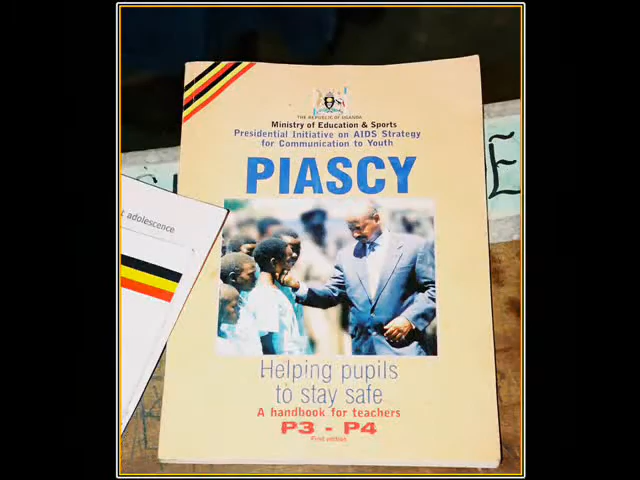 THE REPUBLIC OF UGANDA
Ministry of Education & Sports
Presidential Initiative on AIDS Strategy
for Communication to Youth
PIASCY
adolescence
Helping pupils
to stay safe
A handbook for teachers
P3 - P4
First edition